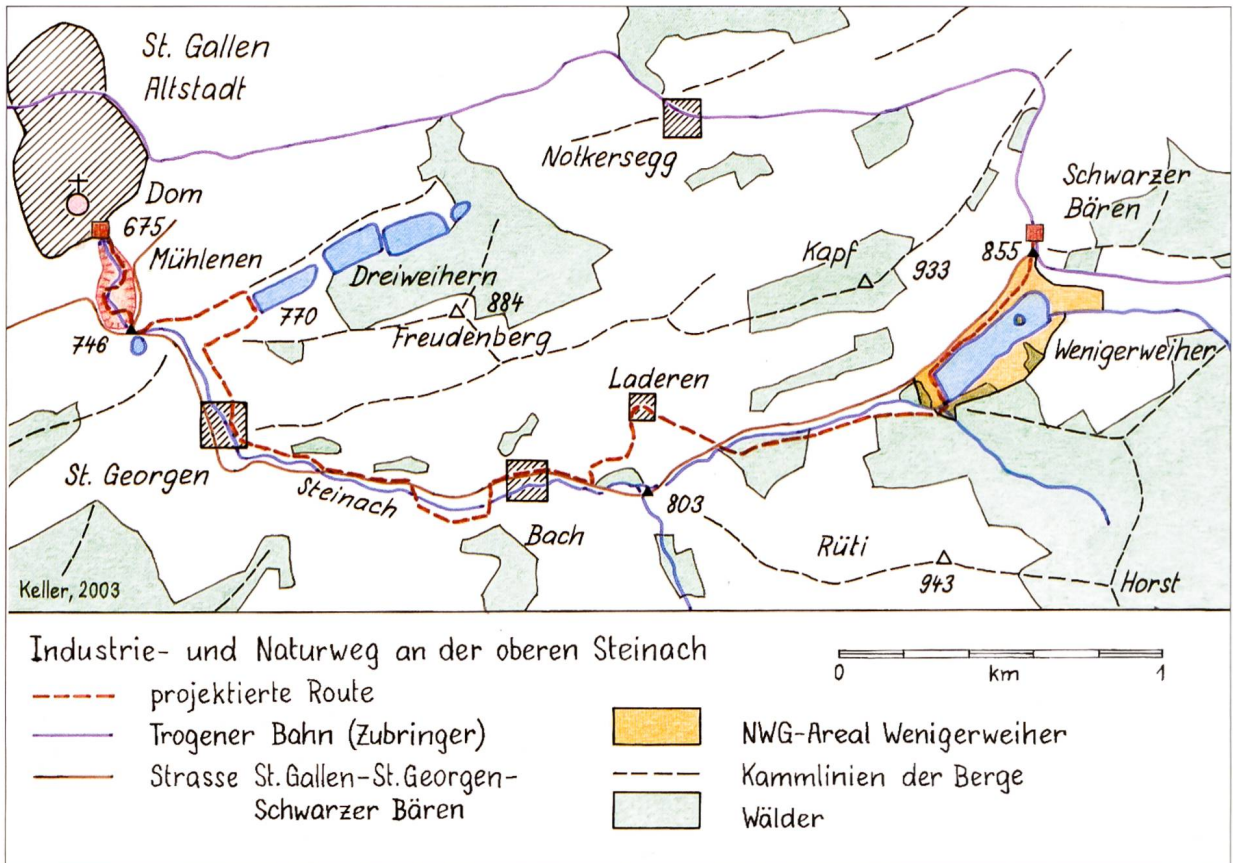 St. Gallen
Altstadt
Dom
675
Mühlenen
746
Dreiweihern
770
884
Freudenberg
Notkersegg
Kapf
933
Schwarzer
Bären
855
Wenigerweiher
Laderen
St. Georgen
Steinach
Bach
803
Rüti
943
Horst
Keller, 2003
Industrie- und Naturweg an der oberen Steinach
projektierte Route
Trogener Bahn (Zubringer)
Strasse St.Gallen-St.Georgen-
Schwarzer Bären
0 km 1
NWG-Areal Wenigerweiher
Kammlinien der Berge
Wälder